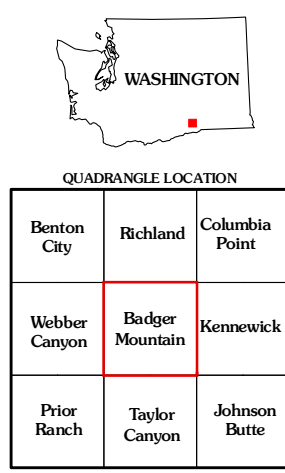 WASHINGTON
QUADRANGLE LOCATION
Benton
City
Richland
Columbia
Point
Webber
Canyon
Badger
Mountain
Kennewick
Prior
Ranch
Taylor
Canyon
Johnson
Butte